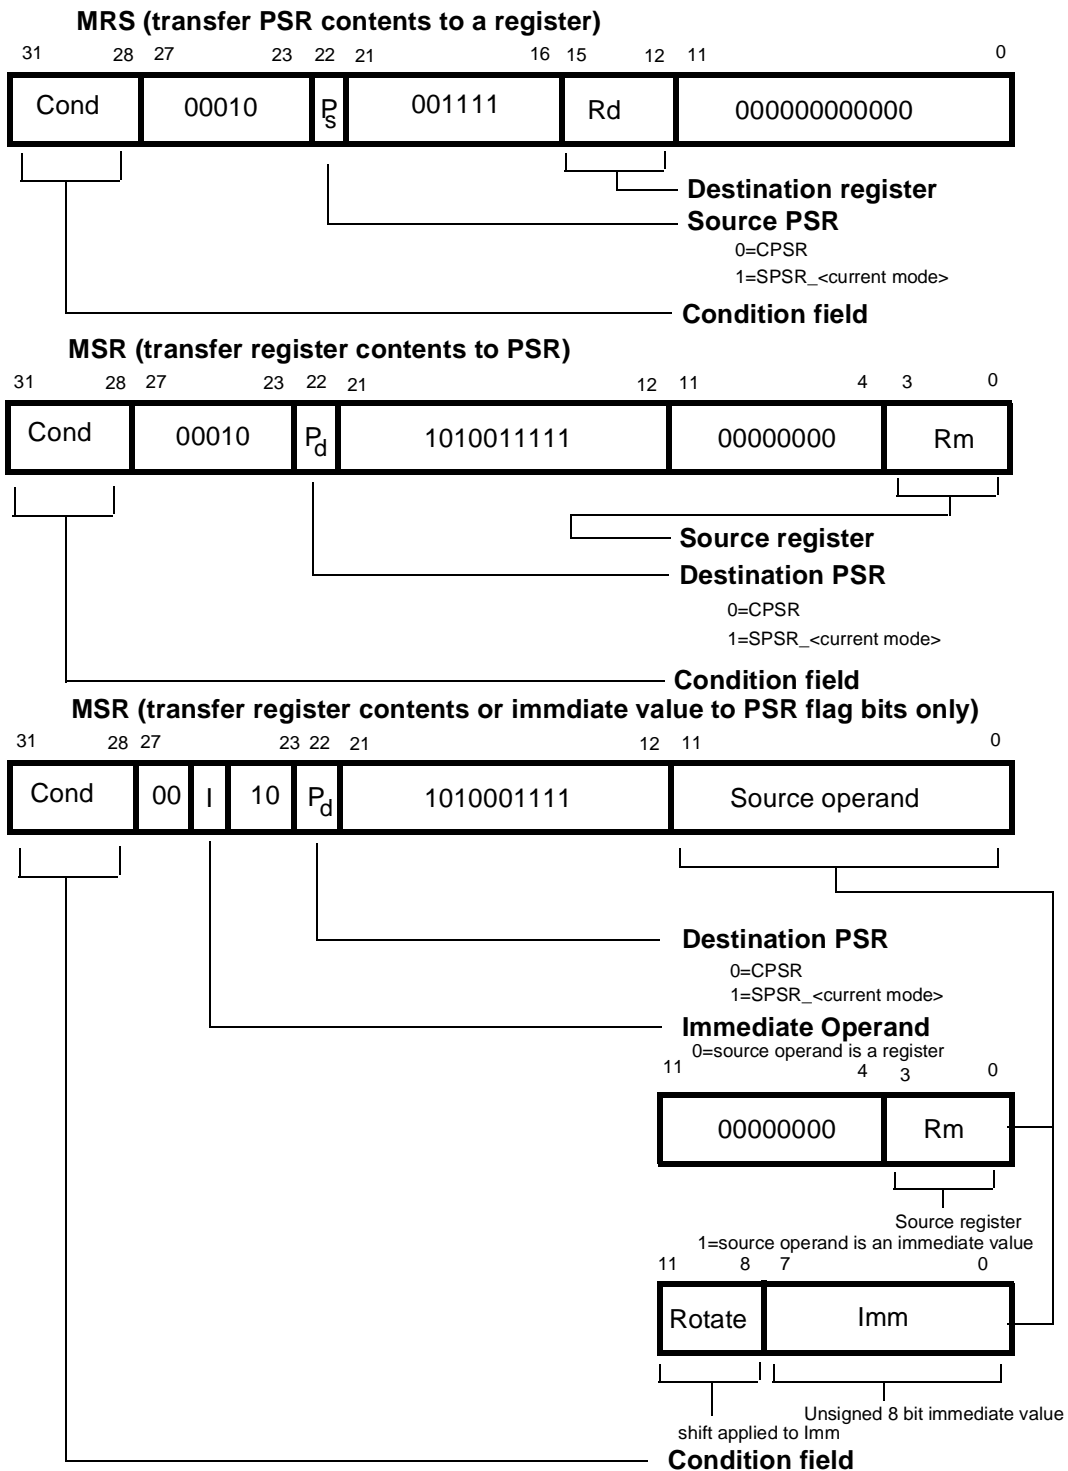 MRS (transfer PSR contents to a register)
31 28 27 23 22 21 16 15 12 11 0
Cond 00010 Ps 001111 Rd 000000000000
Destination register
Source PSR
0=CPSR
1=SPSR_<current mode>
Condition field
MSR (transfer register contents to PSR)
31 28 27 23 22 21 12 11 4 3 0
Cond 00010 Pd 1010011111 00000000 Rm
Source register
Destination PSR
0=CPSR
1=SPSR_<current mode>
Condition field
MSR (transfer register contents or immdiate value to PSR flag bits only)
31 28 27 23 22 21 12 11 0
Cond 00 I 10 Pd 1010001111 Source operand
Destination PSR
0=CPSR
1=SPSR_<current mode>
Immediate Operand
0=source operand is a register
11 4 3 0
00000000 Rm
Source register
1=source operand is an immediate value
11 8 7 0
Rotate Imm
Unsigned 8 bit immediate value
shift applied to Imm
Condition field